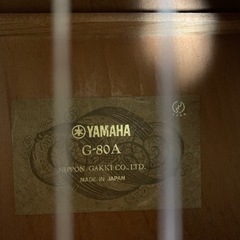 YAMAHA
G-80A
NIPPON GAKKI CO., LTD.
MADE IN JAPAN